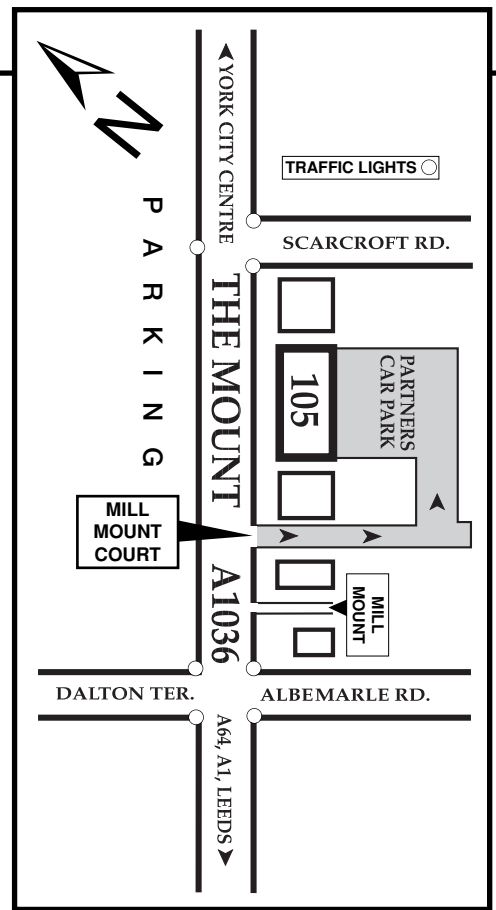 N
PARKING
YORK CITY CENTRE
TRAFFIC LIGHTS
SCARCROFT RD.
THE MOUNT A1036
105
PARTNERS
CAR PARK
MILL
MOUNT
COURT
MILL
MOUNT
DALTON TER.
ALBEMARLE RD.
A64, A1, LEEDS